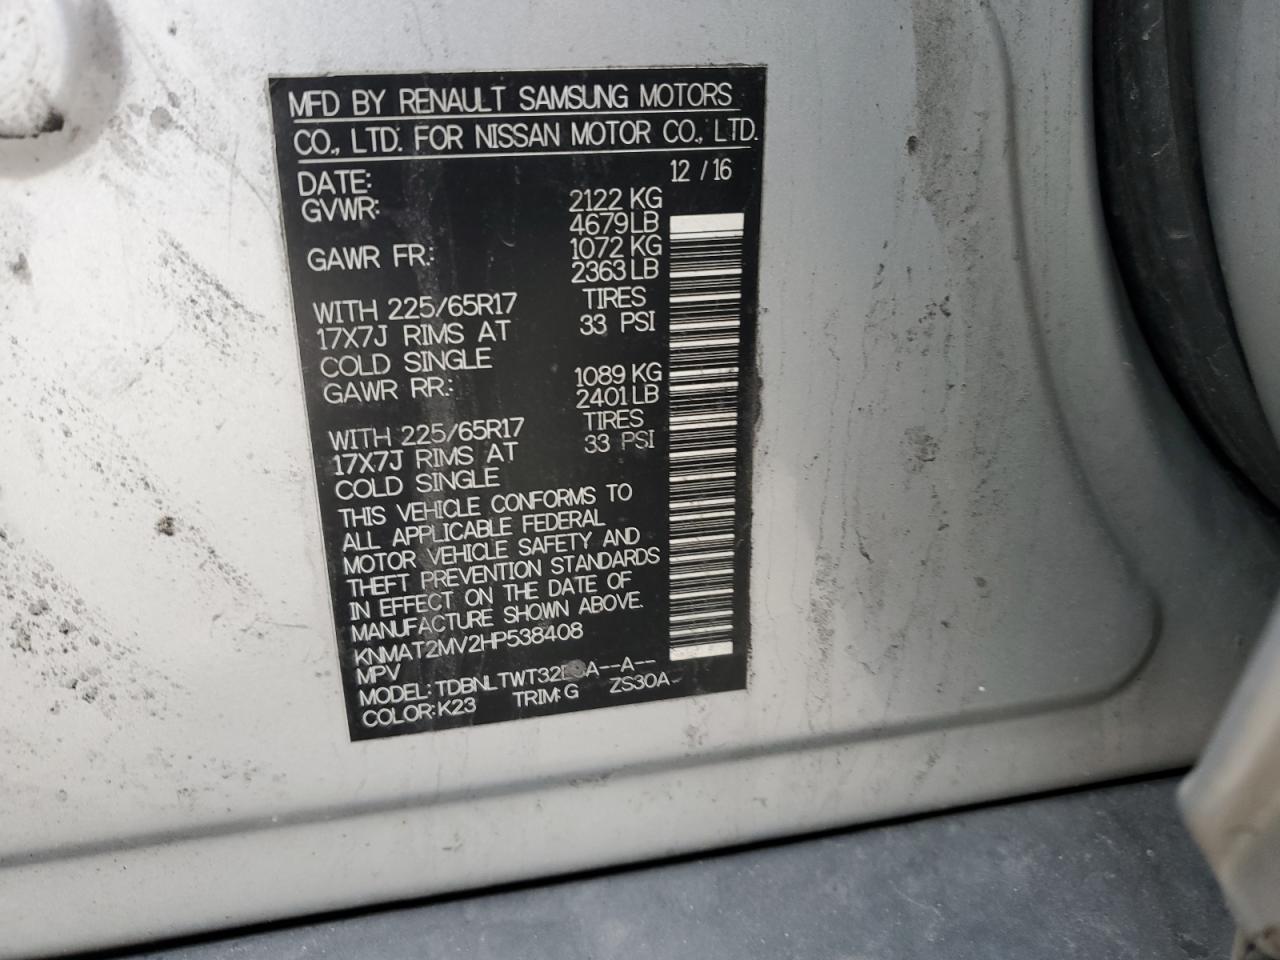 MFD BY RENAULT SAMSUNG MOTORS
CO., LTD. FOR NISSAN MOTOR CO., LTD.
DATE: 12 / 16
GVWR: 2122 KG
4679 LB
GAWR FR: 1072 KG
2363 LB
WITH 225/65R17 TIRES
17X7J RIMS AT 33 PSI
COLD SINGLE
GAWR RR: 1089 KG
2401 LB
WITH 225/65R17 TIRES
17X7J RIMS AT 33 PSI
COLD SINGLE
THIS VEHICLE CONFORMS TO
ALL APPLICABLE FEDERAL
MOTOR VEHICLE SAFETY AND
THEFT PREVENTION STANDARDS
IN EFFECT ON THE DATE OF
MANUFACTURE SHOWN ABOVE.
KNMAT2MV2HP538408
MPV
MODEL:
COLOR:K23 TRIM:G ZS30A-